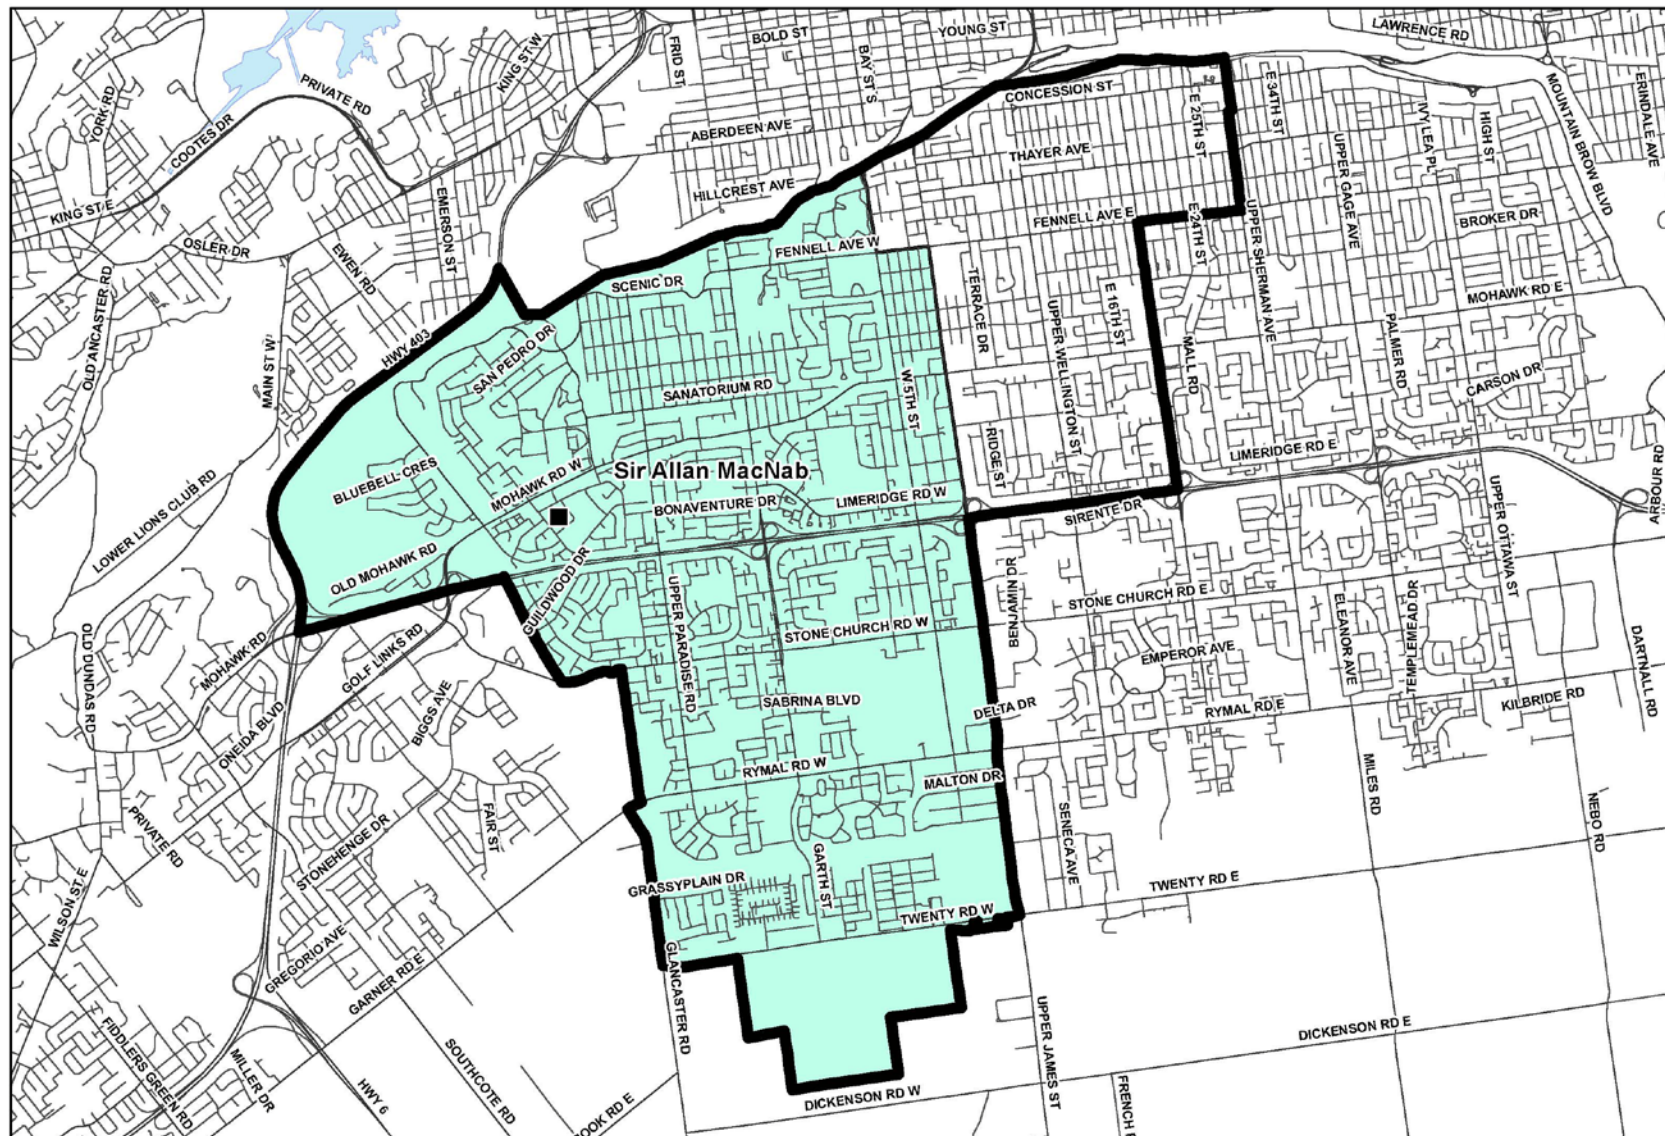 LAWRENCE RD
YOUNG ST
BOLD ST
FRID ST
KING ST W
BAY ST S
PRIVATE RD
YORK RD
COOTES DR
CONCESSION ST
E 34TH ST
E 25TH ST
MOUNTAIN BROW BLVD
ERINDALE AVE
IVY LEA PL
HIGH ST
ABERDEEN AVE
THAYER AVE
UPPER GAGE AVE
HILLCREST AVE
KING ST E
EMERSON ST
FENNELL AVE E
E 24TH ST
UPPER SHERMAN AVE
BROKER DR
OSLER DR
EWEN RD
FENNELL AVE W
SCENIC DR
TERRACE DR
E 16TH ST
MOHAWK RD E
OLD ANCASTER RD
HWY 403
MAIN ST W
SAN PEDRO DR
UPPER WELLINGTON ST
MALL RD
PALMER RD
CARSON DR
SANATORIUM RD
W 5TH ST
RIDGE ST
LIMERIDGE RD E
ARBOUR RD
Sir Allan MacNab
BLUEBELL CRES
MOHAWK RD W
BONAVENTURE DR
LIMERIDGE RD W
SIRENTE DR
UPPER OTTAWA ST
LOWER LIONS CLUB RD
OLD MOHAWK RD
GUILDWOOD DR
UPPER PARADISE RD
BENJAMIN DR
STONE CHURCH RD E
ELEANOR AVE
TEMPLEMEAD DR
DARTNALL RD
STONE CHURCH RD W
EMPEROR AVE
OLD DUNDAS RD
MOHAWK RD
GOLF LINKS RD
BIGGS AVE
ONEIDA BLVD
SABRINA BLVD
DELTA DR
RYMAL RD E
KILBRIDE RD
RYMAL RD W
MALTON DR
MILES RD
NEBO RD
PRIVATE RD
STONEHENGE DR
FAIR ST
SENECA AVE
GARTH ST
GRASSYPLAIN DR
TWENTY RD E
WILSON ST E
TWENTY RD W
GREGORIO AVE
GARNER RD E
GLANCASTER RD
UPPER JAMES ST
DICKENSON RD E
FIDDLERS GREEN RD
MILLER DR
HWY 6
SOUTHCOTE RD
OOK RD E
DICKENSON RD W
FRENCH